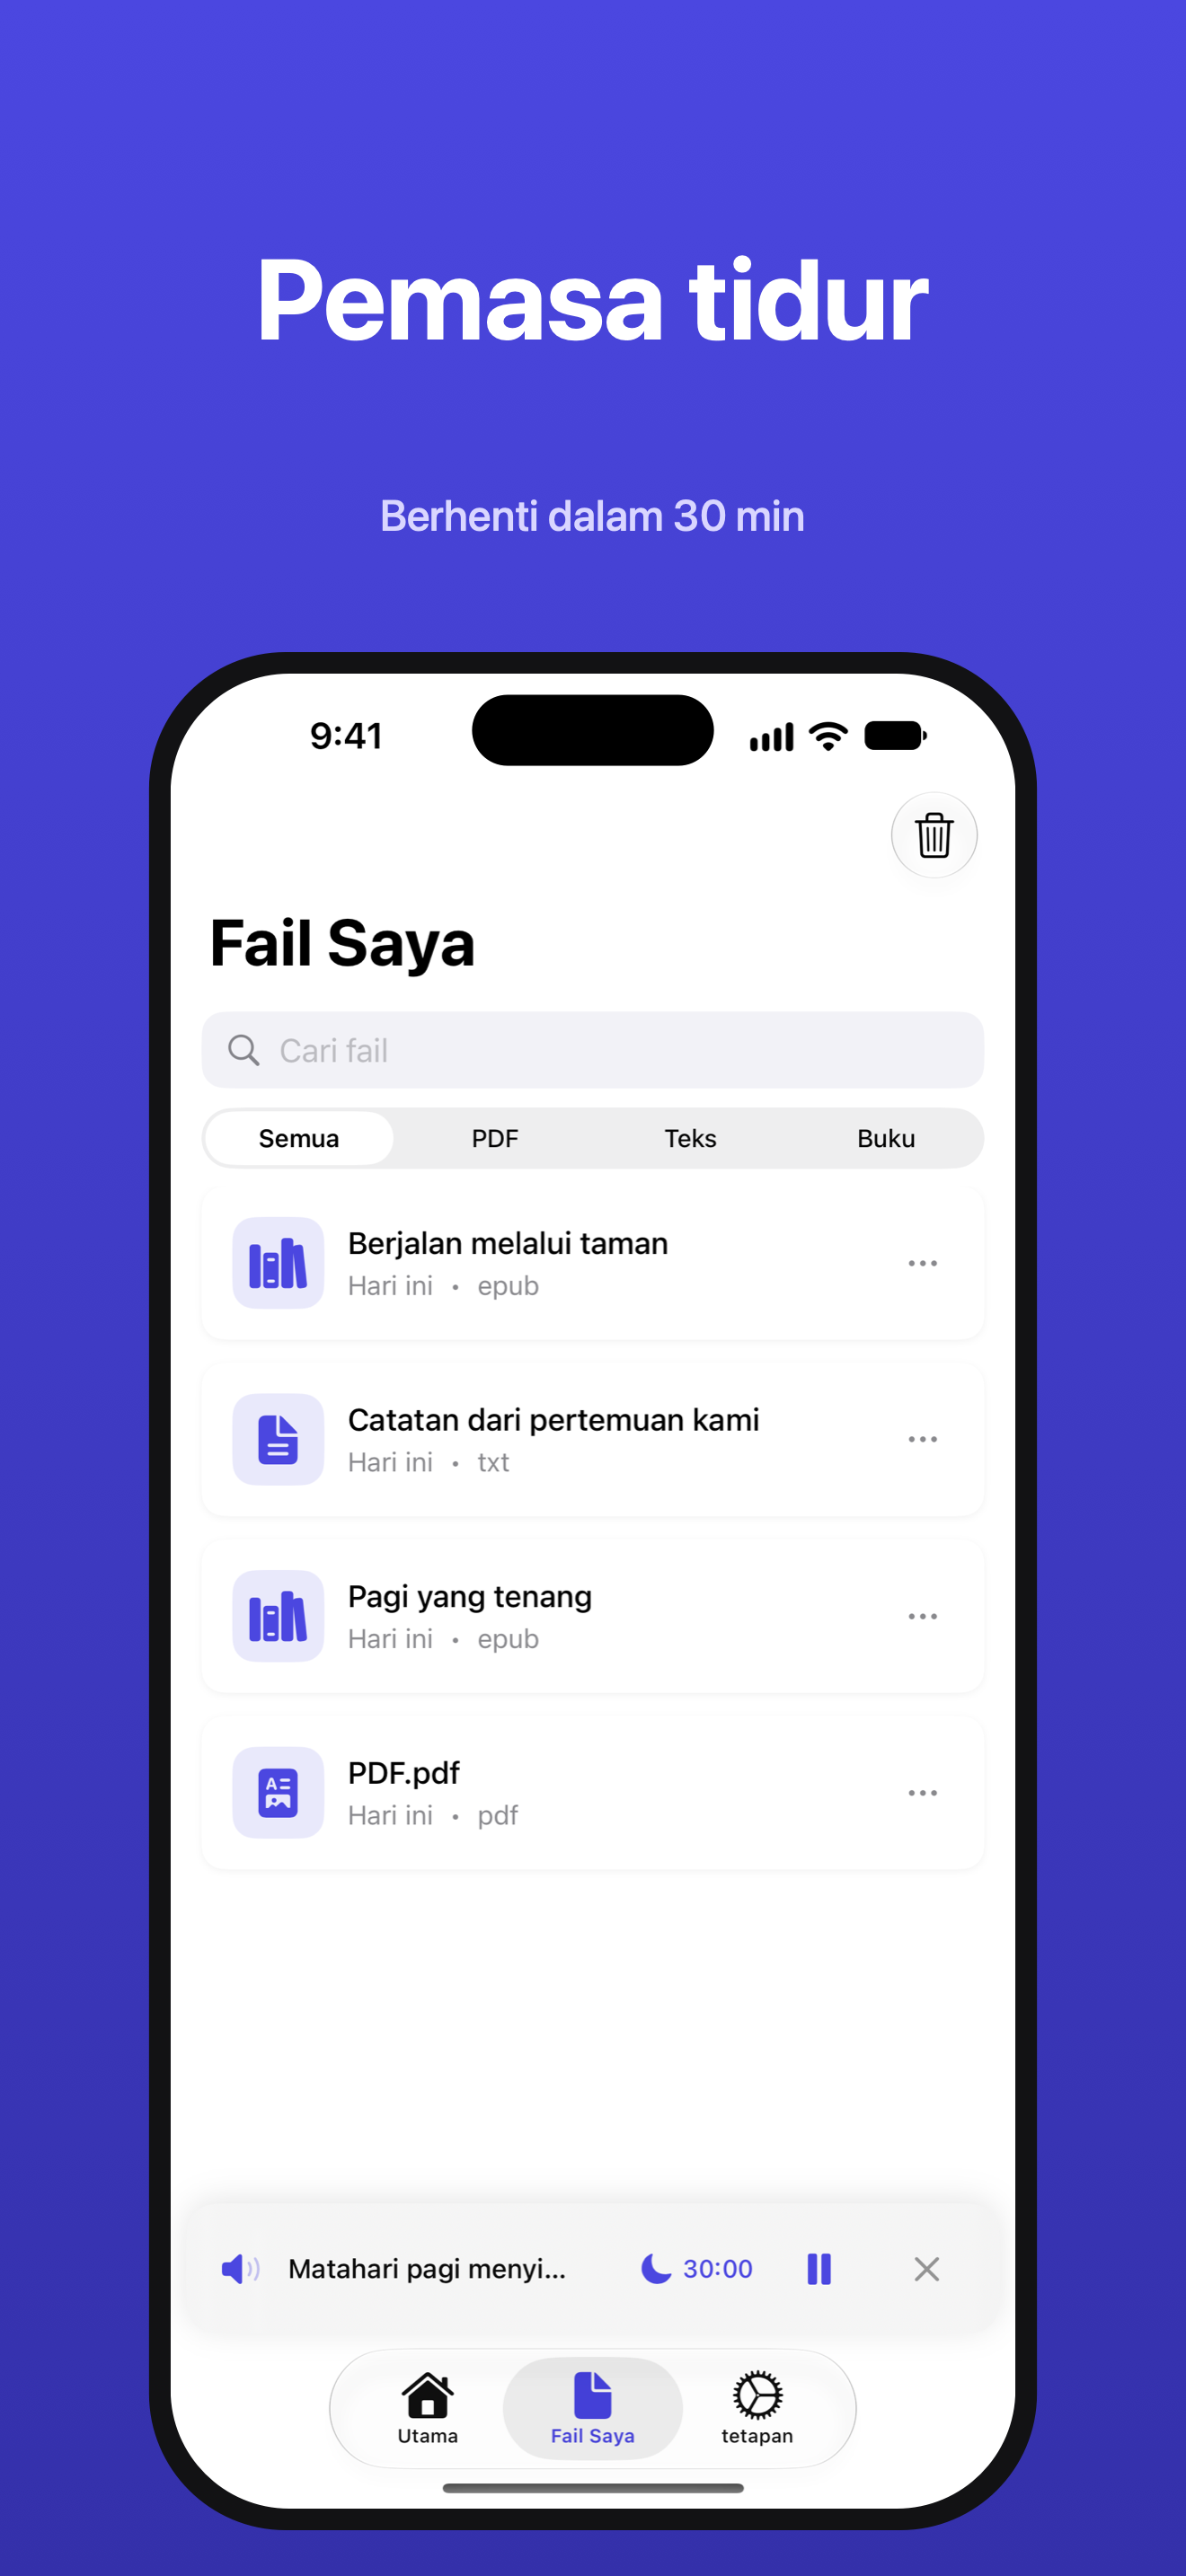 Pemasa tidur
Berhenti dalam 30 min
9:41
Fail Saya
Cari fail
Semua PDF Teks Buku
Berjalan melalui taman
Hari ini • epub
Catatan dari pertemuan kami
Hari ini • txt
Pagi yang tenang
Hari ini • epub
PDF.pdf
Hari ini • pdf
Matahari pagi menyi... 30:00
Utama Fail Saya tetapan